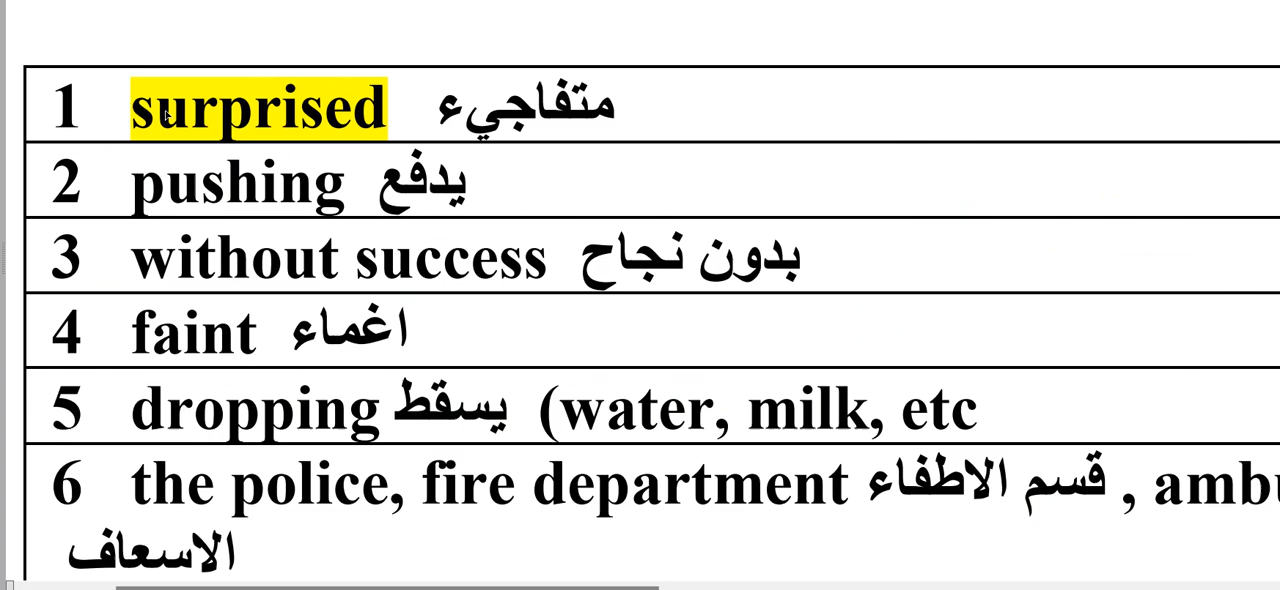 1 surprised متفاجيء
2 pushing يدفع
3 without success بدون نجاح
4 faint اغماء
5 dropping يسقط (water, milk, etc
6 the police, fire department قسم الاطفاء ,
الاسعاف